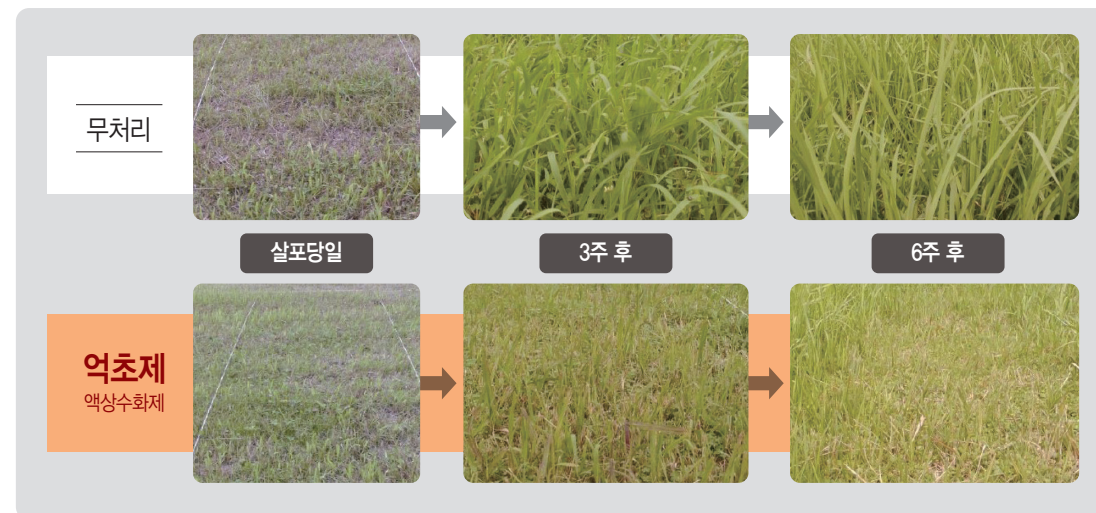 무처리
살포당일
3주 후
6주 후
억초제
액상수화제